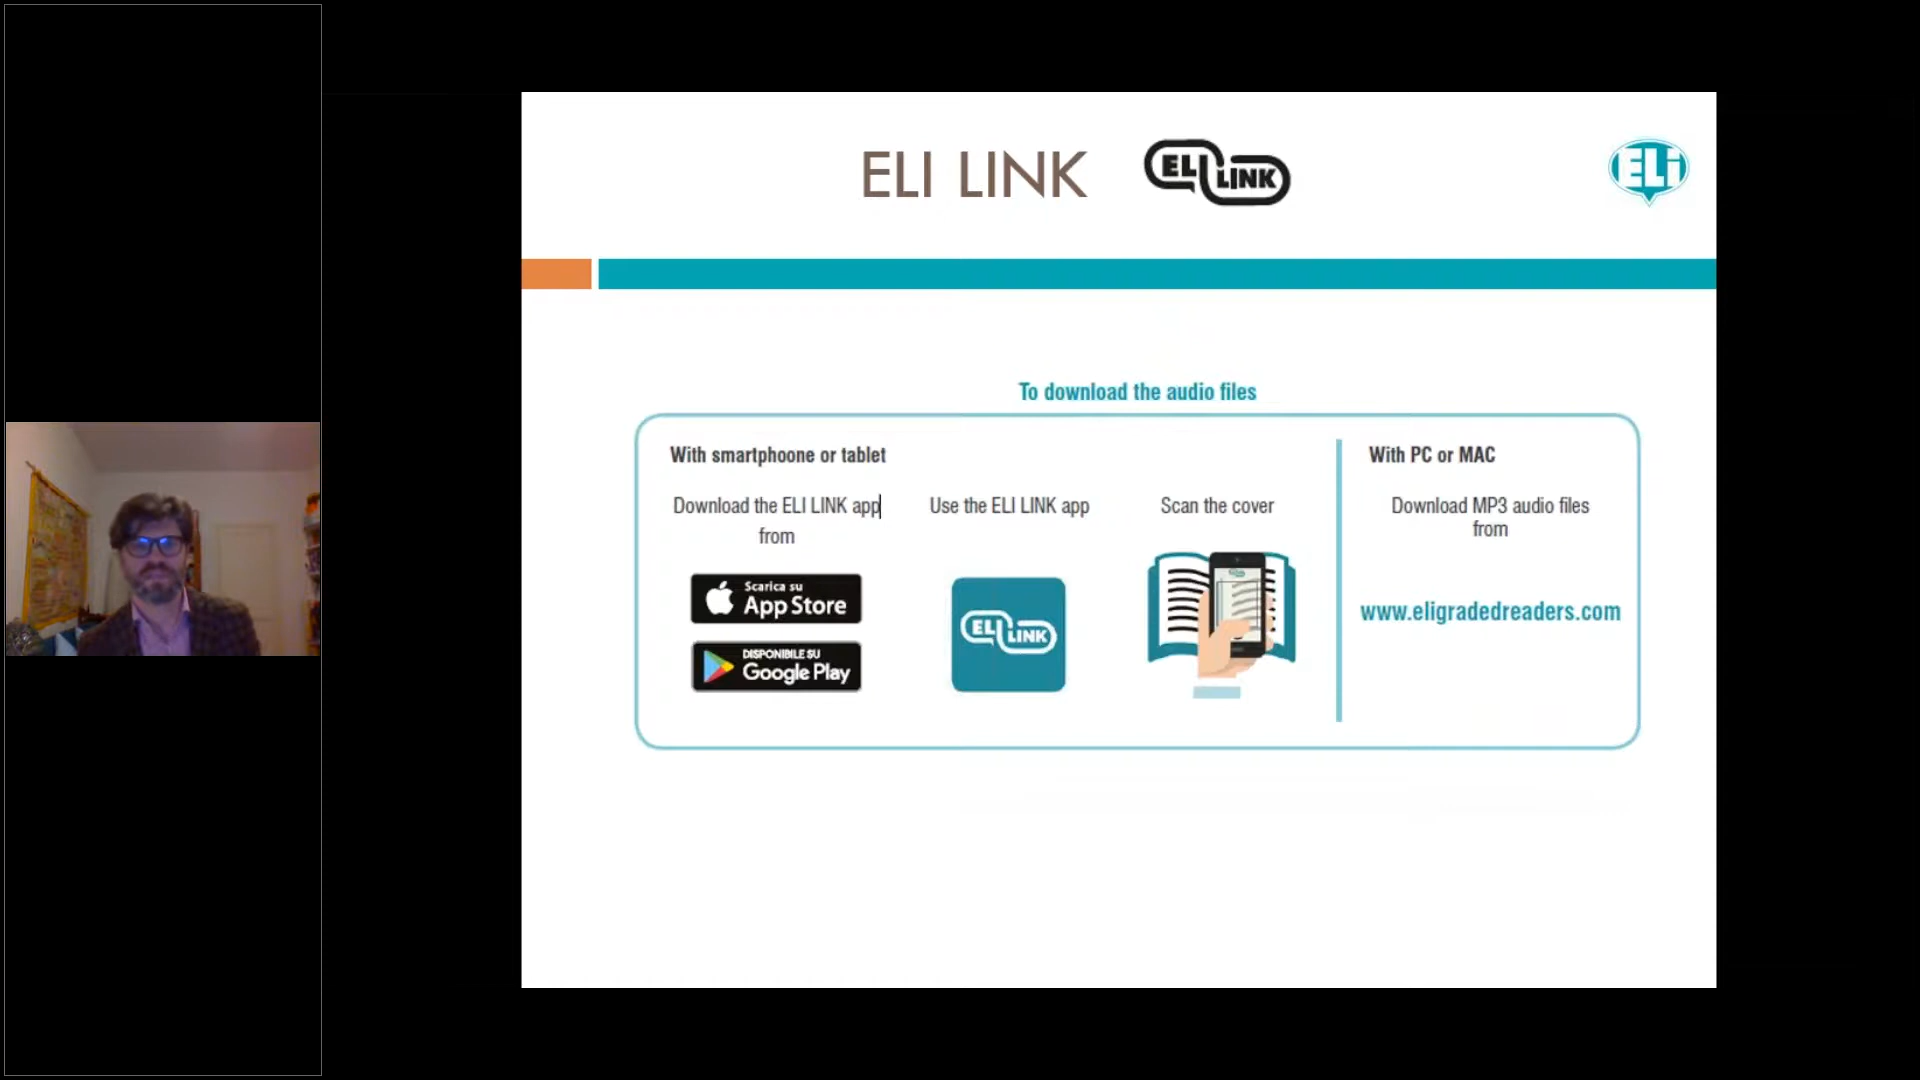 ELI LINK
ELI LINK
ELi
To download the audio files
With smartphoone or tablet
Download the ELI LINK app
from
Scarica su
App Store
DISPONIBILE SU
Google Play
Use the ELI LINK app
ELI LINK
Scan the cover
With PC or MAC
Download MP3 audio files
from
www.eligradedreaders.com